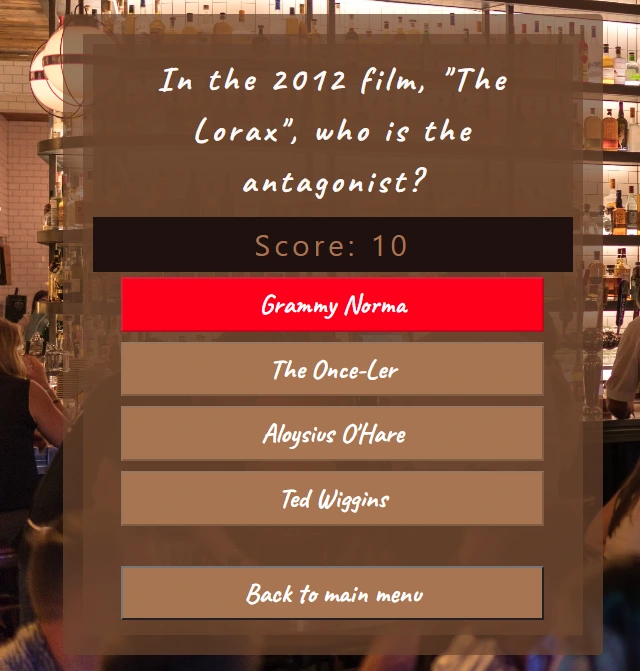 In the 2012 film, "The
Lorax", who is the
antagonist?
Score: 10
Grammy Norma
The Once-Ler
Aloysius O'Hare
Ted Wiggins
Back to main menu